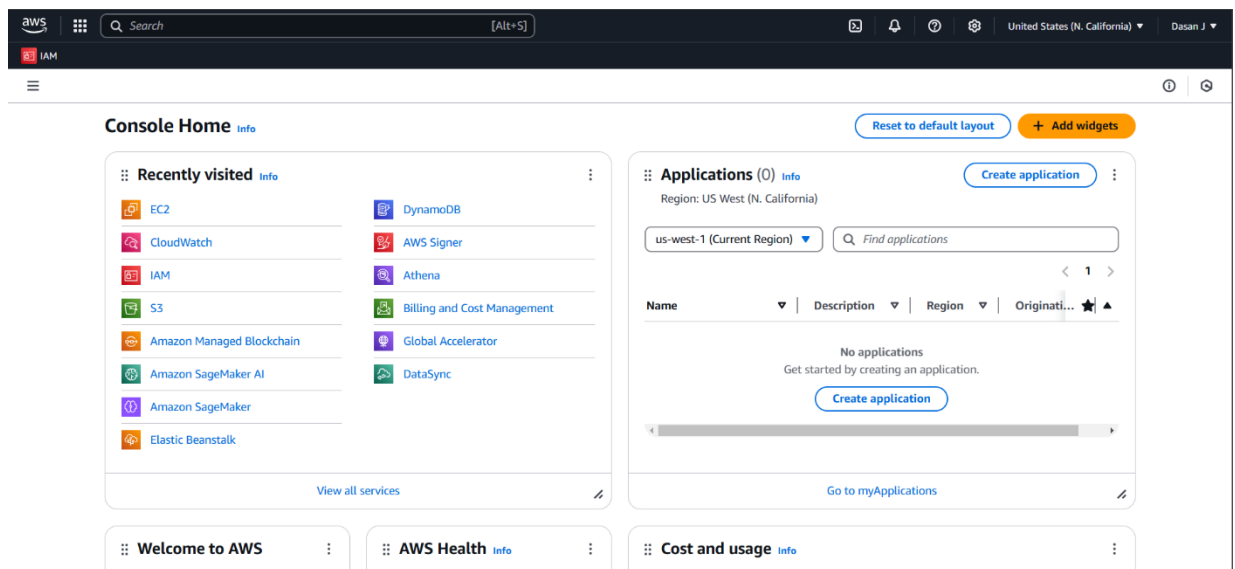 aws Search [Alt+S] United States (N. California) Dasan J
IAM
Console Home Info Reset to default layout + Add widgets
Recently visited Info
EC2
CloudWatch
IAM
S3
Amazon Managed Blockchain
Amazon SageMaker AI
Amazon SageMaker
Elastic Beanstalk
DynamoDB
AWS Signer
Athena
Billing and Cost Management
Global Accelerator
DataSync
View all services
Applications (0) Info Create application
Region: US West (N. California)
us-west-1 (Current Region) Find applications
1
Name Description Region Originati...
No applications
Get started by creating an application.
Create application
Go to myApplications
Welcome to AWS
AWS Health Info
Cost and usage Info